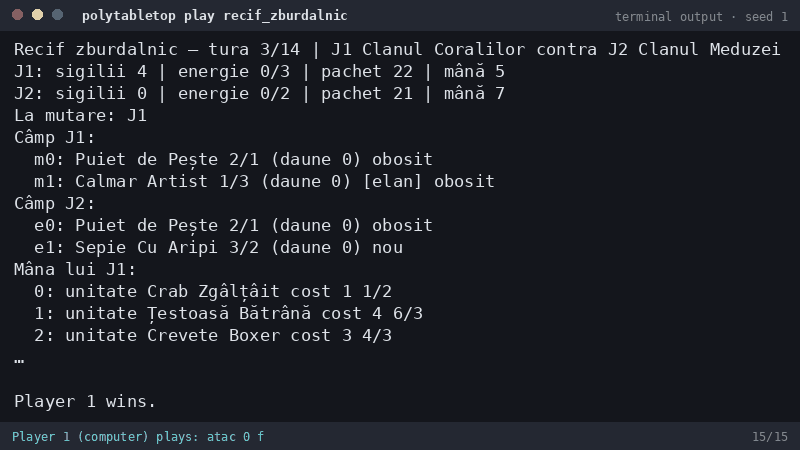 polytabletop play recif_zburdalnic
terminal output · seed 1
Recif zburdalnic — tura 3/14 | J1 Clanul Coralilor contra J2 Clanul Meduzei
J1: sigilii 4 | energie 0/3 | pachet 22 | mână 5
J2: sigilii 0 | energie 0/2 | pachet 21 | mână 7
La mutare: J1
Câmp J1:
m0: Puiet de Pește 2/1 (daune 0) obosit
m1: Calmar Artist 1/3 (daune 0) [elan] obosit
Câmp J2:
e0: Puiet de Pește 2/1 (daune 0) obosit
e1: Sepie Cu Aripi 3/2 (daune 0) nou
Mâna lui J1:
0: unitate Crab Zgâlțâit cost 1 1/2
1: unitate Țestoasă Bătrână cost 4 6/3
2: unitate Crevete Boxer cost 3 4/3
…
Player 1 wins.
Player 1 (computer) plays: atac 0 f
15/15